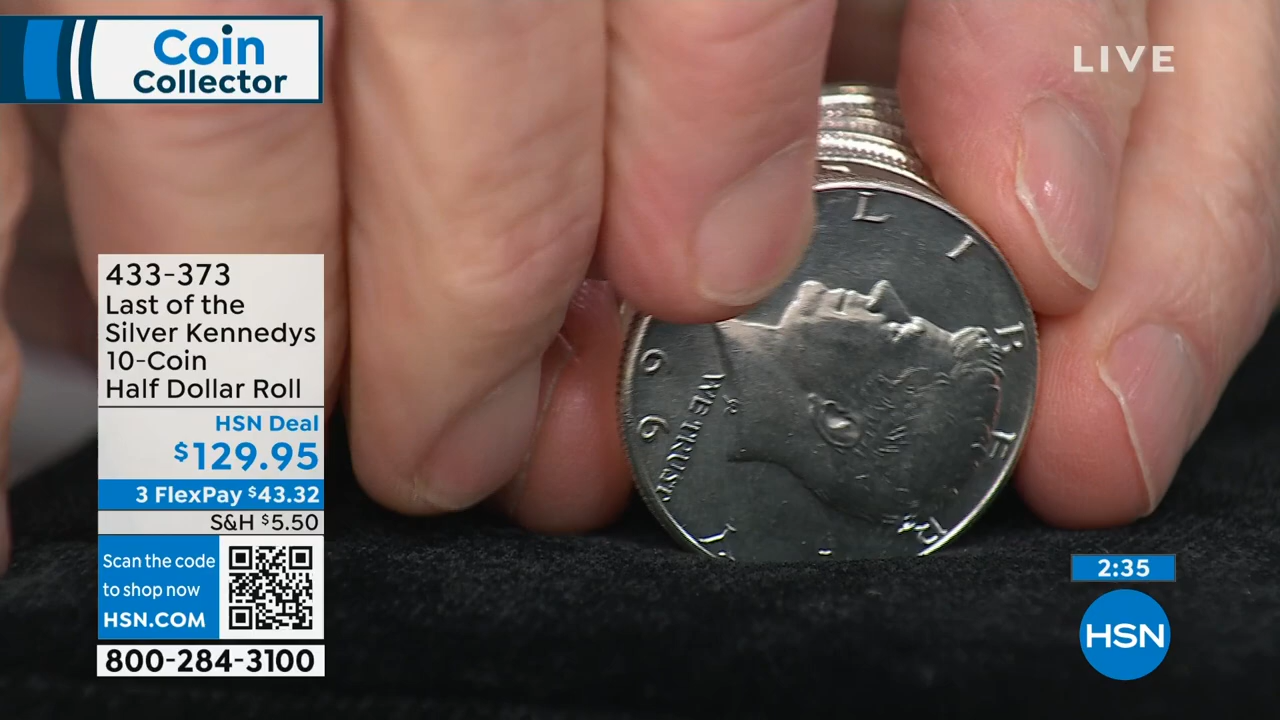 Coin
Collector
LIVE
433-373
Last of the
Silver Kennedys
10-Coin
Half Dollar Roll
HSN Deal
$129.95
3 FlexPay $43.32
S&H $5.50
Scan the code
to shop now
HSN.COM
800-284-3100
LIBERTY
WE TRUST
2:35
HSN